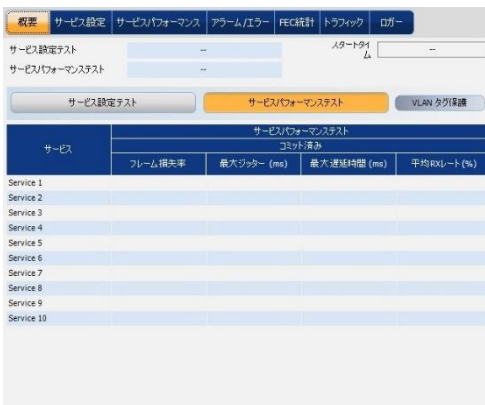 概要 サービス設定 サービスパフォーマンス アラーム/エラー FEC統計 トラフィック ロガー
サービス設定テスト -- スタートタイム --
サービスパフォーマンステスト --
サービス設定テスト サービスパフォーマンステスト VLAN タグ保護
サービス サービスパフォーマンステスト
コミット済み
フレーム損失率 最大ジッター (ms) 最大遅延時間 (ms) 平均RXレート(%)
Service 1
Service 2
Service 3
Service 4
Service 5
Service 6
Service 7
Service 8
Service 9
Service 10